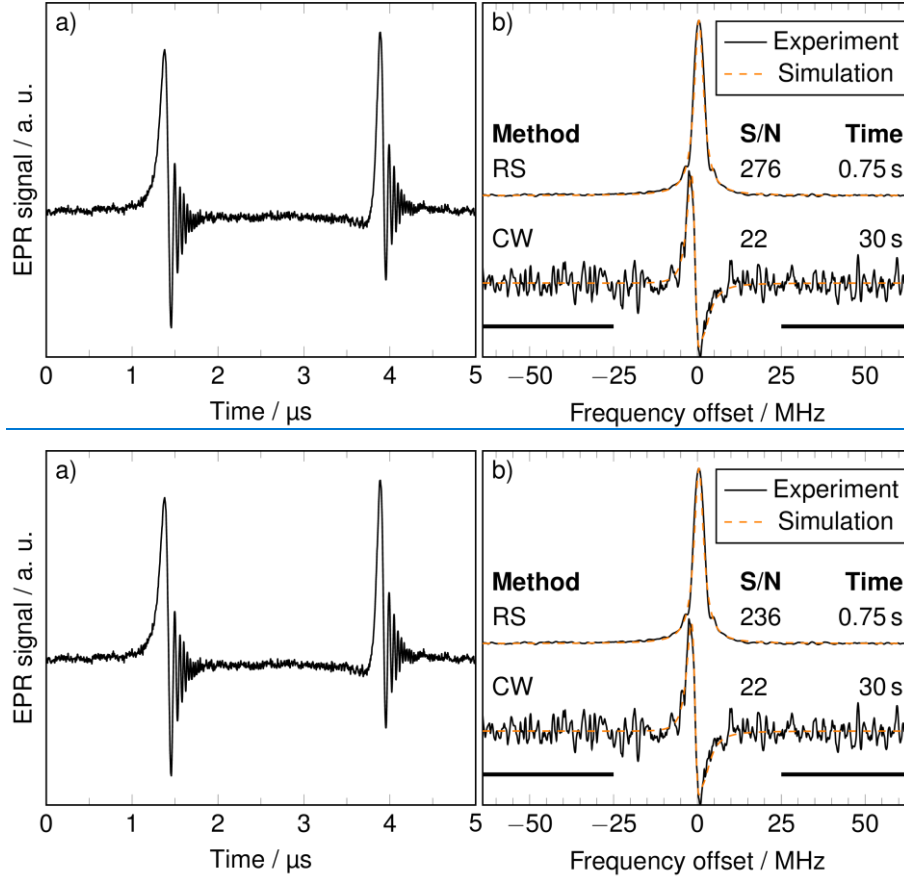 a)
EPR signal / a. u.
0 1 2 3 4 5
Time / µs
b)
Experiment
Simulation
Method S/N Time
RS 276 0.75 s
CW 22 30 s
−50 −25 0 25 50
Frequency offset / MHz
a)
EPR signal / a. u.
0 1 2 3 4 5
Time / µs
b)
Experiment
Simulation
Method S/N Time
RS 236 0.75 s
CW 22 30 s
−50 −25 0 25 50
Frequency offset / MHz